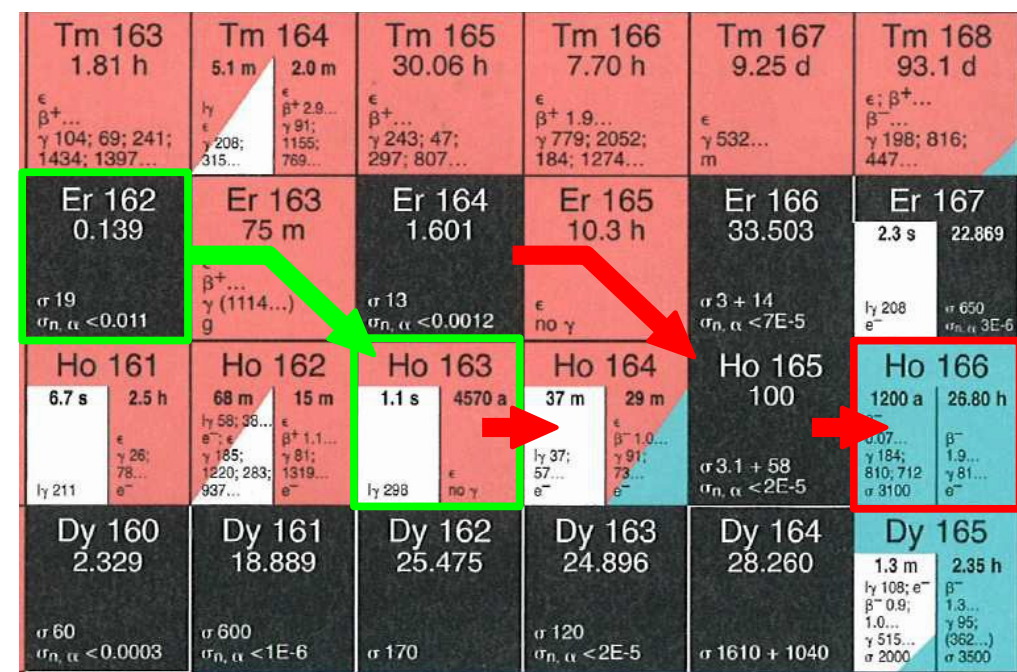 Tm 163
1.81 h
ϵ
β⁺...
γ 104; 69; 241;
1434; 1397...
Tm 164
5.1 m
Iγ
ϵ
γ 208;
315...
2.0 m
ϵ
β⁺ 2.9...
γ 91;
1155;
769...
Tm 165
30.06 h
ϵ
β⁺...
γ 243; 47;
297; 807...
Tm 166
7.70 h
ϵ
β⁺ 1.9...
γ 779; 2052;
184; 1274...
Tm 167
9.25 d
ϵ
γ 532...
m
Tm 168
93.1 d
ϵ; β⁺...
β⁻...
γ 198; 816;
447...
Er 162
0.139
σ 19
σn, α <0.011
Er 163
75 m
β⁺...
γ (1114...)
g
Er 164
1.601
σ 13
σn, α <0.0012
Er 165
10.3 h
ϵ
no γ
Er 166
33.503
σ 3 + 14
σn, α <7E-5
Er 167
2.3 s
Iγ 208
e⁻
22.869
σ 650
σn, α 3E-6
Ho 161
6.7 s
Iγ 211
2.5 h
ϵ
γ 26;
78...
e⁻
Ho 162
68 m
Iγ 58; 38...
e⁻; ϵ
γ 185;
1220; 283;
937...
15 m
ϵ
β⁺ 1.1...
γ 81;
1319...
e⁻
Ho 163
1.1 s
Iγ 298
4570 a
ϵ
no γ
Ho 164
37 m
Iγ 37;
57...
e⁻
29 m
ϵ
β⁻ 1.0...
γ 91;
73...
e⁻
Ho 165
100
σ 3.1 + 58
σn, α <2E-5
Ho 166
1200 a
β⁻
0.07...
γ 184;
810; 712
σ 3100
26.80 h
β⁻
1.9...
γ 81...
e⁻
Dy 160
2.329
σ 60
σn, α <0.0003
Dy 161
18.889
σ 600
σn, α <1E-6
Dy 162
25.475
σ 170
Dy 163
24.896
σ 120
σn, α <2E-5
Dy 164
28.260
σ 1610 + 1040
Dy 165
1.3 m
Iγ 108; e⁻
β⁻ 0.9;
1.0...
γ 515...
σ 2000
2.35 h
β⁻
1.3...
γ 95;
(362...)
σ 3500